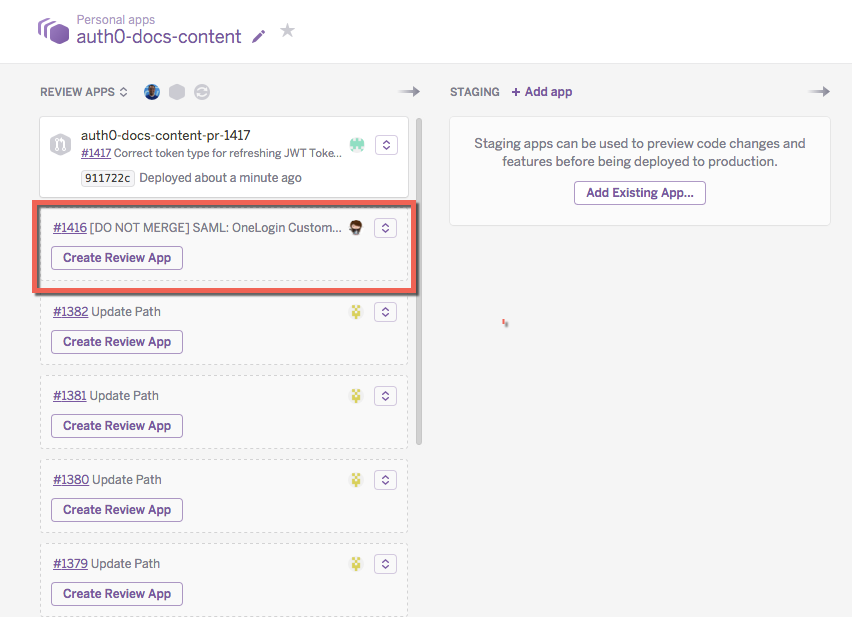 Personal apps
auth0-docs-content
REVIEW APPS
auth0-docs-content-pr-1417
#1417 Correct token type for refreshing JWT Toke...
911722c Deployed about a minute ago
#1416 [DO NOT MERGE] SAML: OneLogin Custom...
Create Review App
#1382 Update Path
Create Review App
#1381 Update Path
Create Review App
#1380 Update Path
Create Review App
#1379 Update Path
Create Review App
STAGING + Add app
Staging apps can be used to preview code changes and
features before being deployed to production.
Add Existing App...